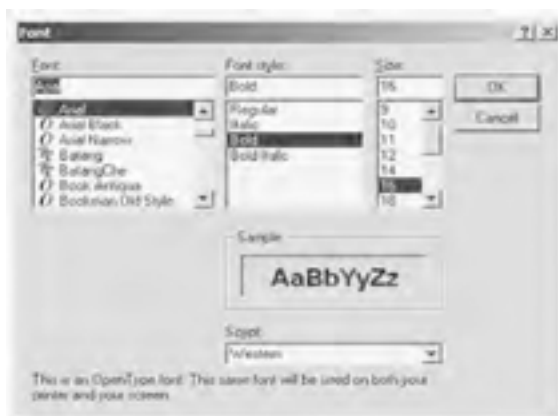 Font
? ×
Font: Font style: Size:
Arial Bold 16 OK
Arial Regular 9 Cancel
Arial Black Italic 10
Arial Narrow Bold 11
Batang Bold Italic 12
BatangChe 14
Book Antiqua 16
Bookman Old Style 18
Sample
AaBbYyZz
Script:
Western
This is an OpenType font. This same font will be used on both your
printer and your screen.